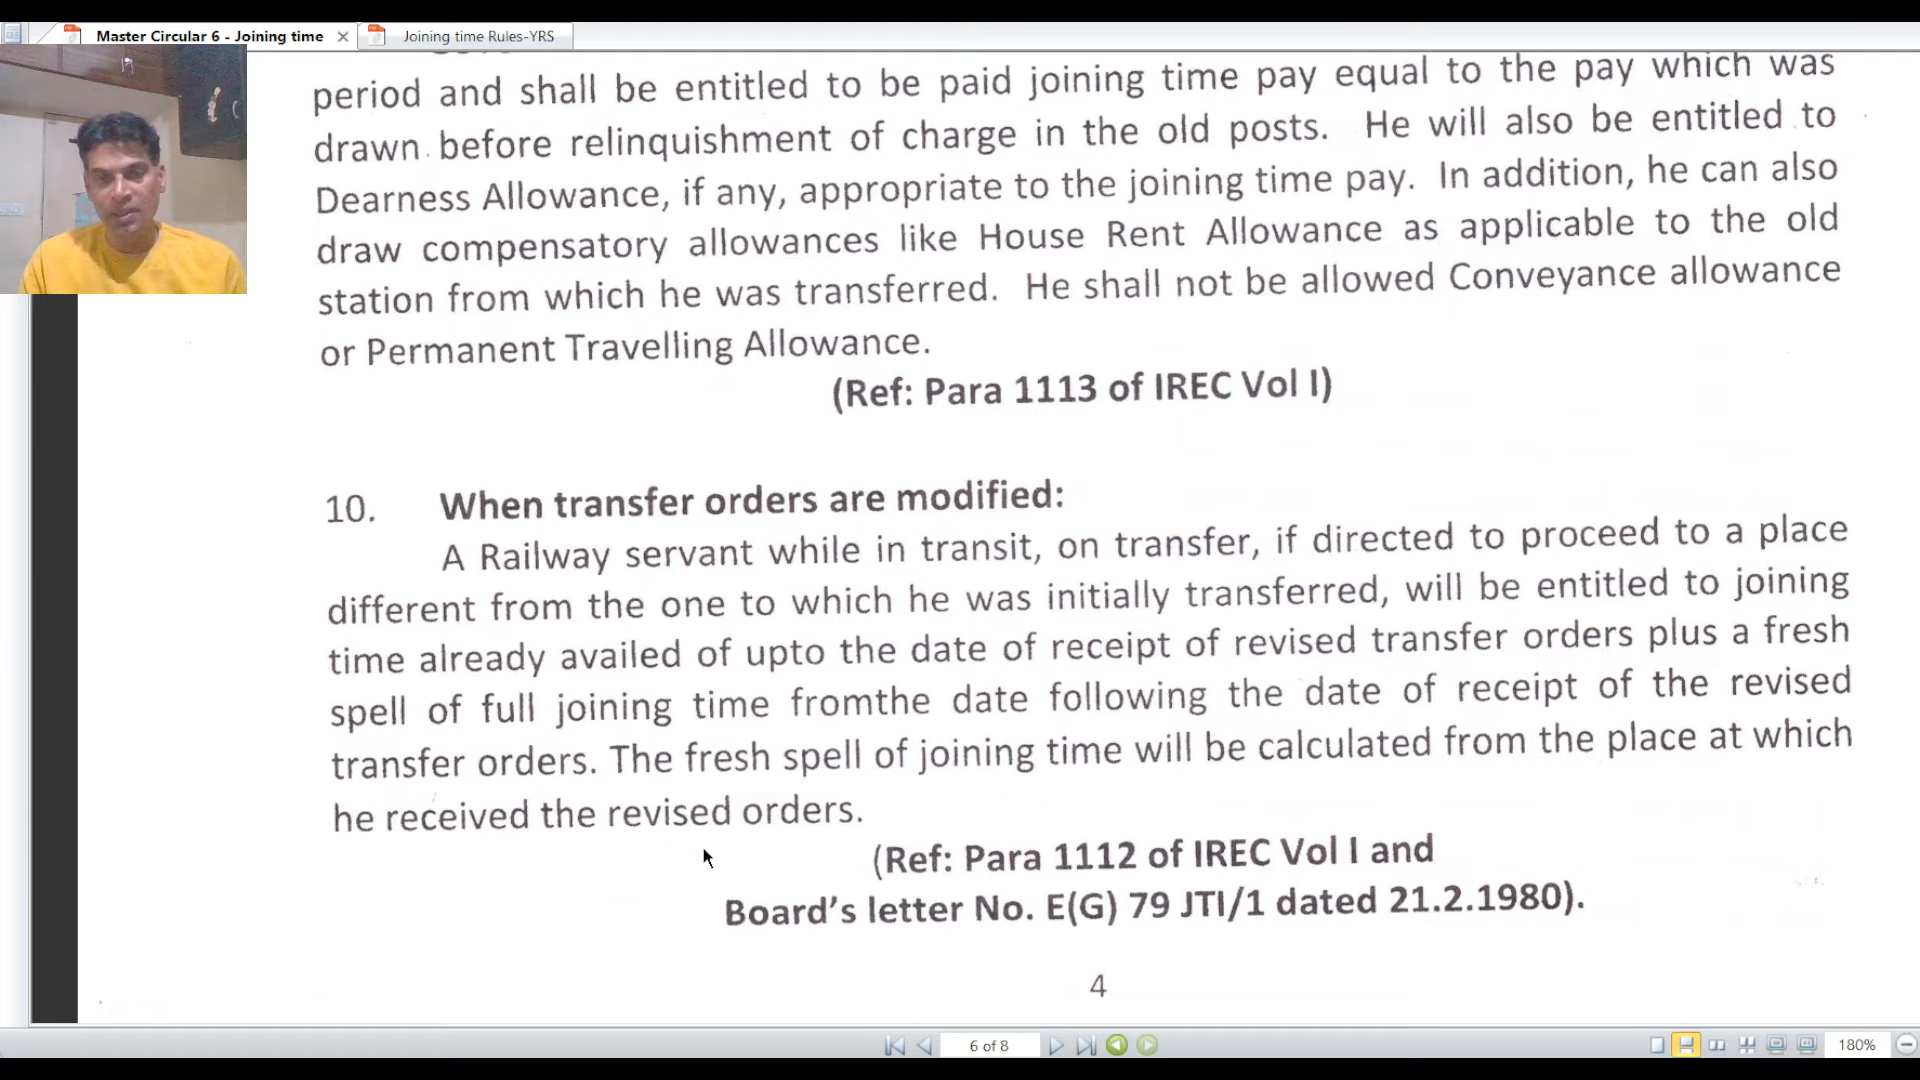 Master Circular 6 - Joining time
Joining time Rules-YRS
period and shall be entitled to be paid joining time pay equal to the pay which was
drawn before relinquishment of charge in the old posts. He will also be entitled to
Dearness Allowance, if any, appropriate to the joining time pay. In addition, he can also
draw compensatory allowances like House Rent Allowance as applicable to the old
station from which he was transferred. He shall not be allowed Conveyance allowance
or Permanent Travelling Allowance.
(Ref: Para 1113 of IREC Vol I)
10. When transfer orders are modified:
A Railway servant while in transit, on transfer, if directed to proceed to a place
different from the one to which he was initially transferred, will be entitled to joining
time already availed of upto the date of receipt of revised transfer orders plus a fresh
spell of full joining time fromthe date following the date of receipt of the revised
transfer orders. The fresh spell of joining time will be calculated from the place at which
he received the revised orders.
(Ref: Para 1112 of IREC Vol I and
Board's letter No. E(G) 79 JTI/1 dated 21.2.1980).
4
6 of 8
180%